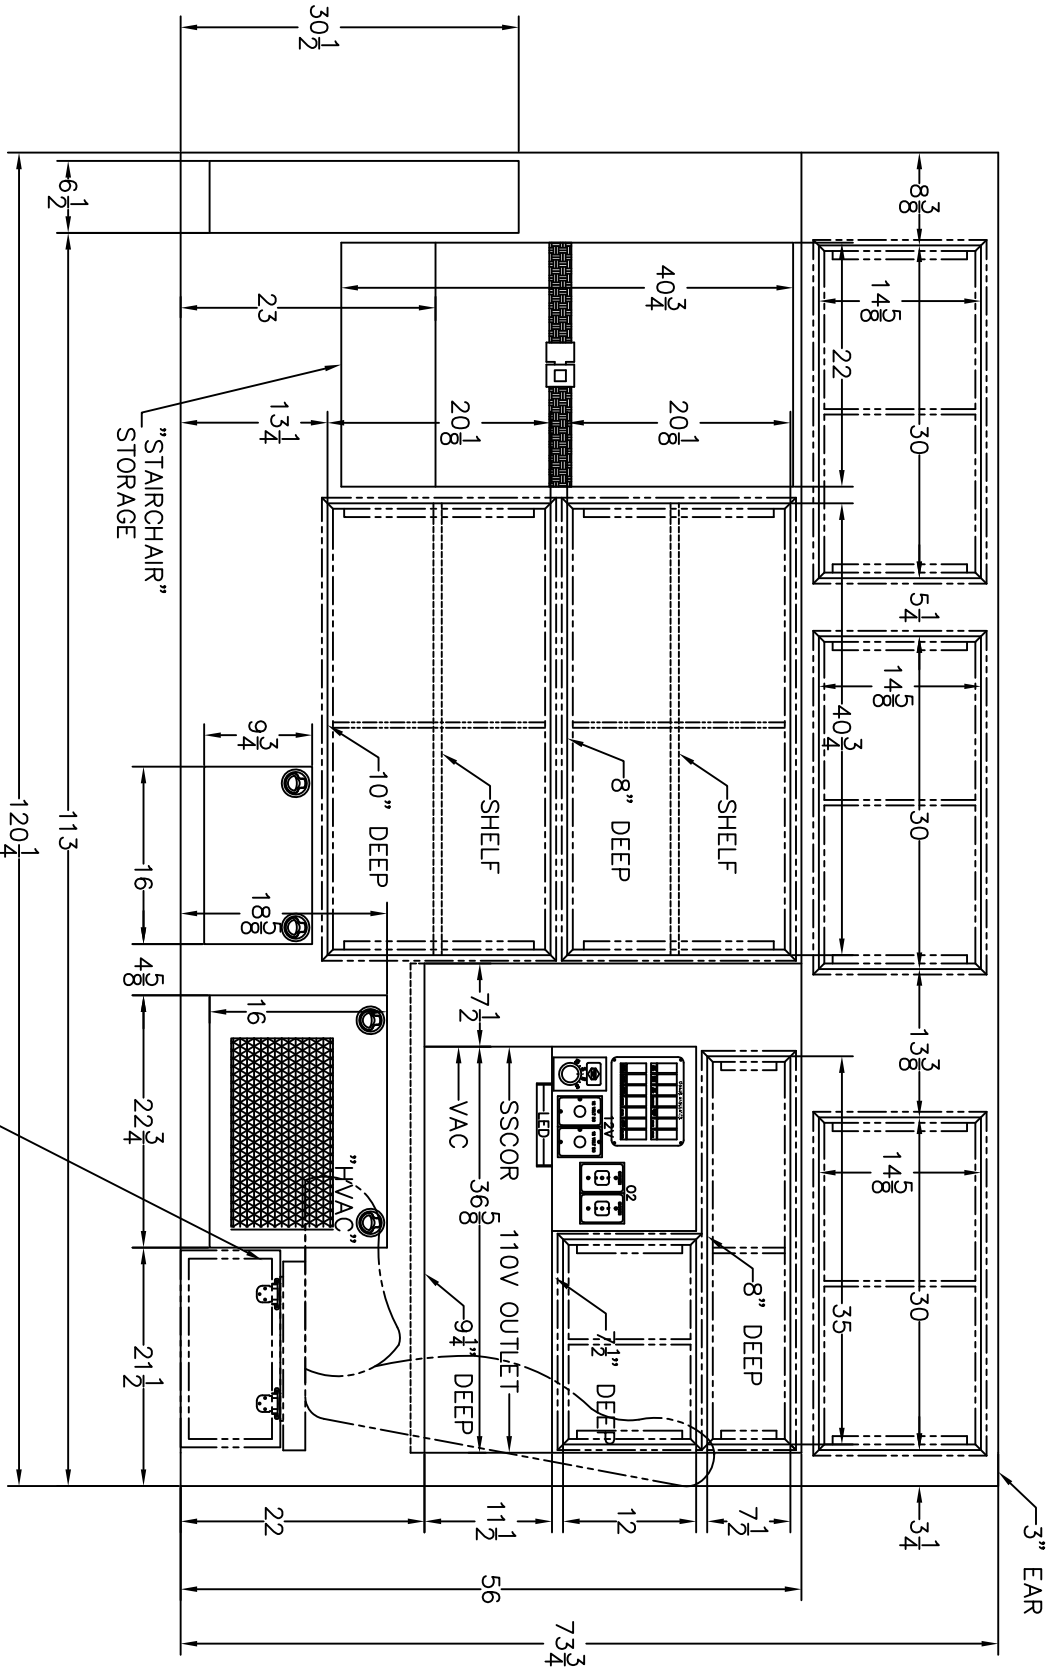 3" EAR
8 3/8
30
5 1/4
30
13 3/8
30
3 1/4
14 5/8
14 5/8
14 5/8
22
40 3/4
35
40 3/4
20 1/8
20 1/8
SHELF
8" DEEP
SHELF
10" DEEP
8" DEEP
7 1/2" DEEP
12V
O2
LED
SSCOR
110V OUTLET
VAC
36 5/8
7 1/2
9 1/4" DEEP
7 1/2
12
11 1/2
22
56
73 3/4
30 1/2
23
13 1/4
"STAIRCHAIR"
STORAGE
9 3/4
18 5/8
16
"HVAC"
16
4 5/8
22 3/4
21 1/2
6 1/2
113
120 1/4